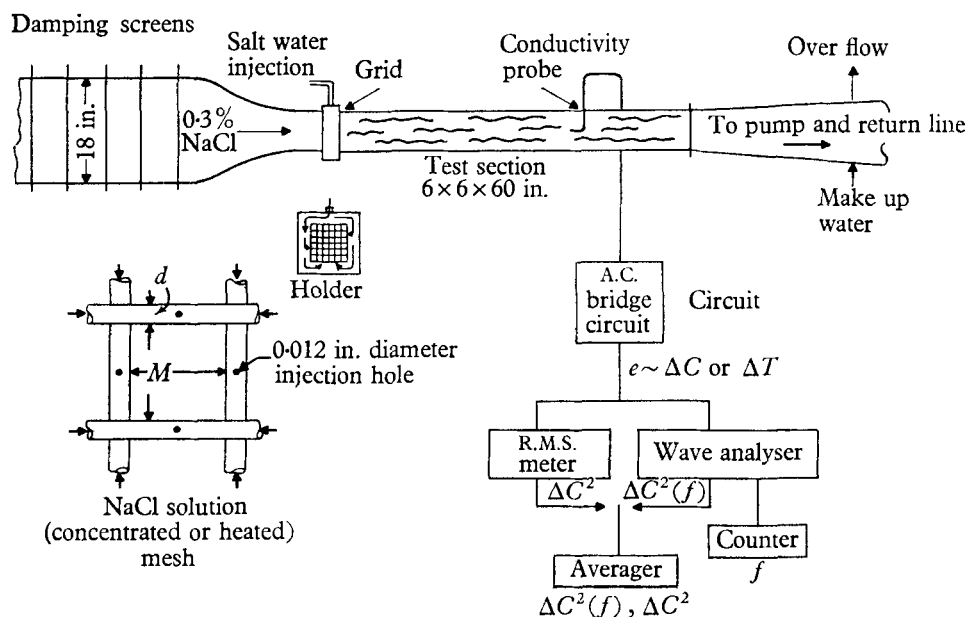 Damping screens
Salt water
injection
Grid
Conductivity
probe
Over flow
18 in.
0·3%
NaCl
To pump and return line
Test section
6×6×60 in.
Make up
water
Holder
d
M
0·012 in. diameter
injection hole
NaCl solution
(concentrated or heated)
mesh
A.C.
bridge
circuit
Circuit
e~ ΔC or ΔT
R.M.S.
meter
Wave analyser
ΔC²
ΔC²(f)
Counter
f
Averager
ΔC²(f) , ΔC²